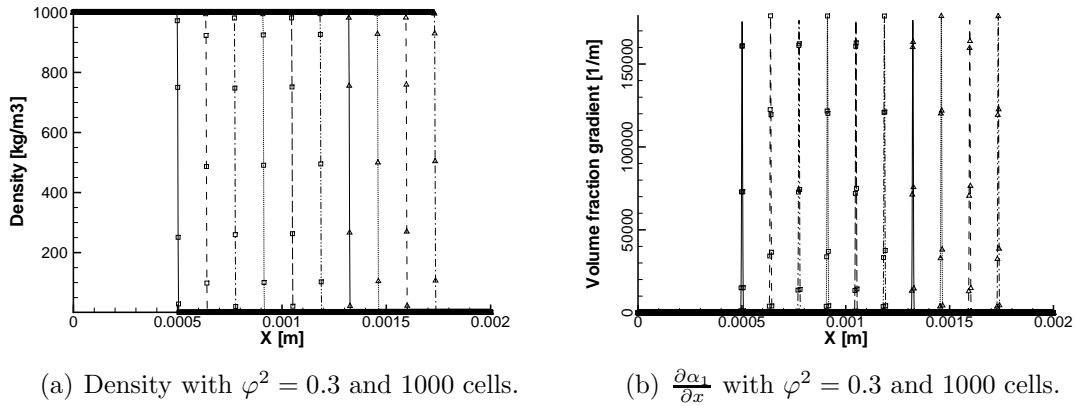 1000
800
600
400
200
Density [kg/m3]
0 0.0005 0.001 0.0015 0.002
X [m]
150000
100000
50000
0
Volume fraction gradient [1/m]
0 0.0005 0.001 0.0015 0.002
X [m]
(a) Density with φ² = 0.3 and 1000 cells.
(b) ∂α₁/∂x with φ² = 0.3 and 1000 cells.